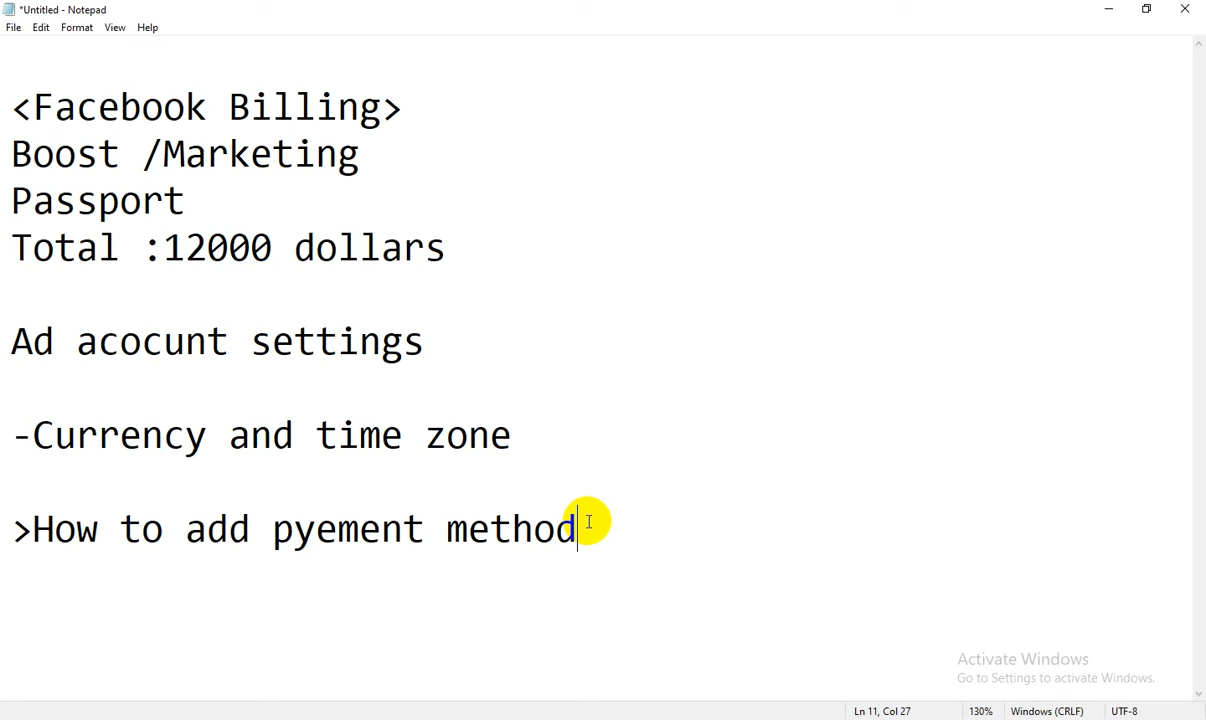 *Untitled - Notepad
File Edit Format View Help
<Facebook Billing>
Boost /Marketing
Passport
Total :12000 dollars
Ad acocunt settings
-Currency and time zone
>How to add pyement method
Activate Windows
Go to Settings to activate Windows.
Ln 11, Col 27 130% Windows (CRLF) UTF-8